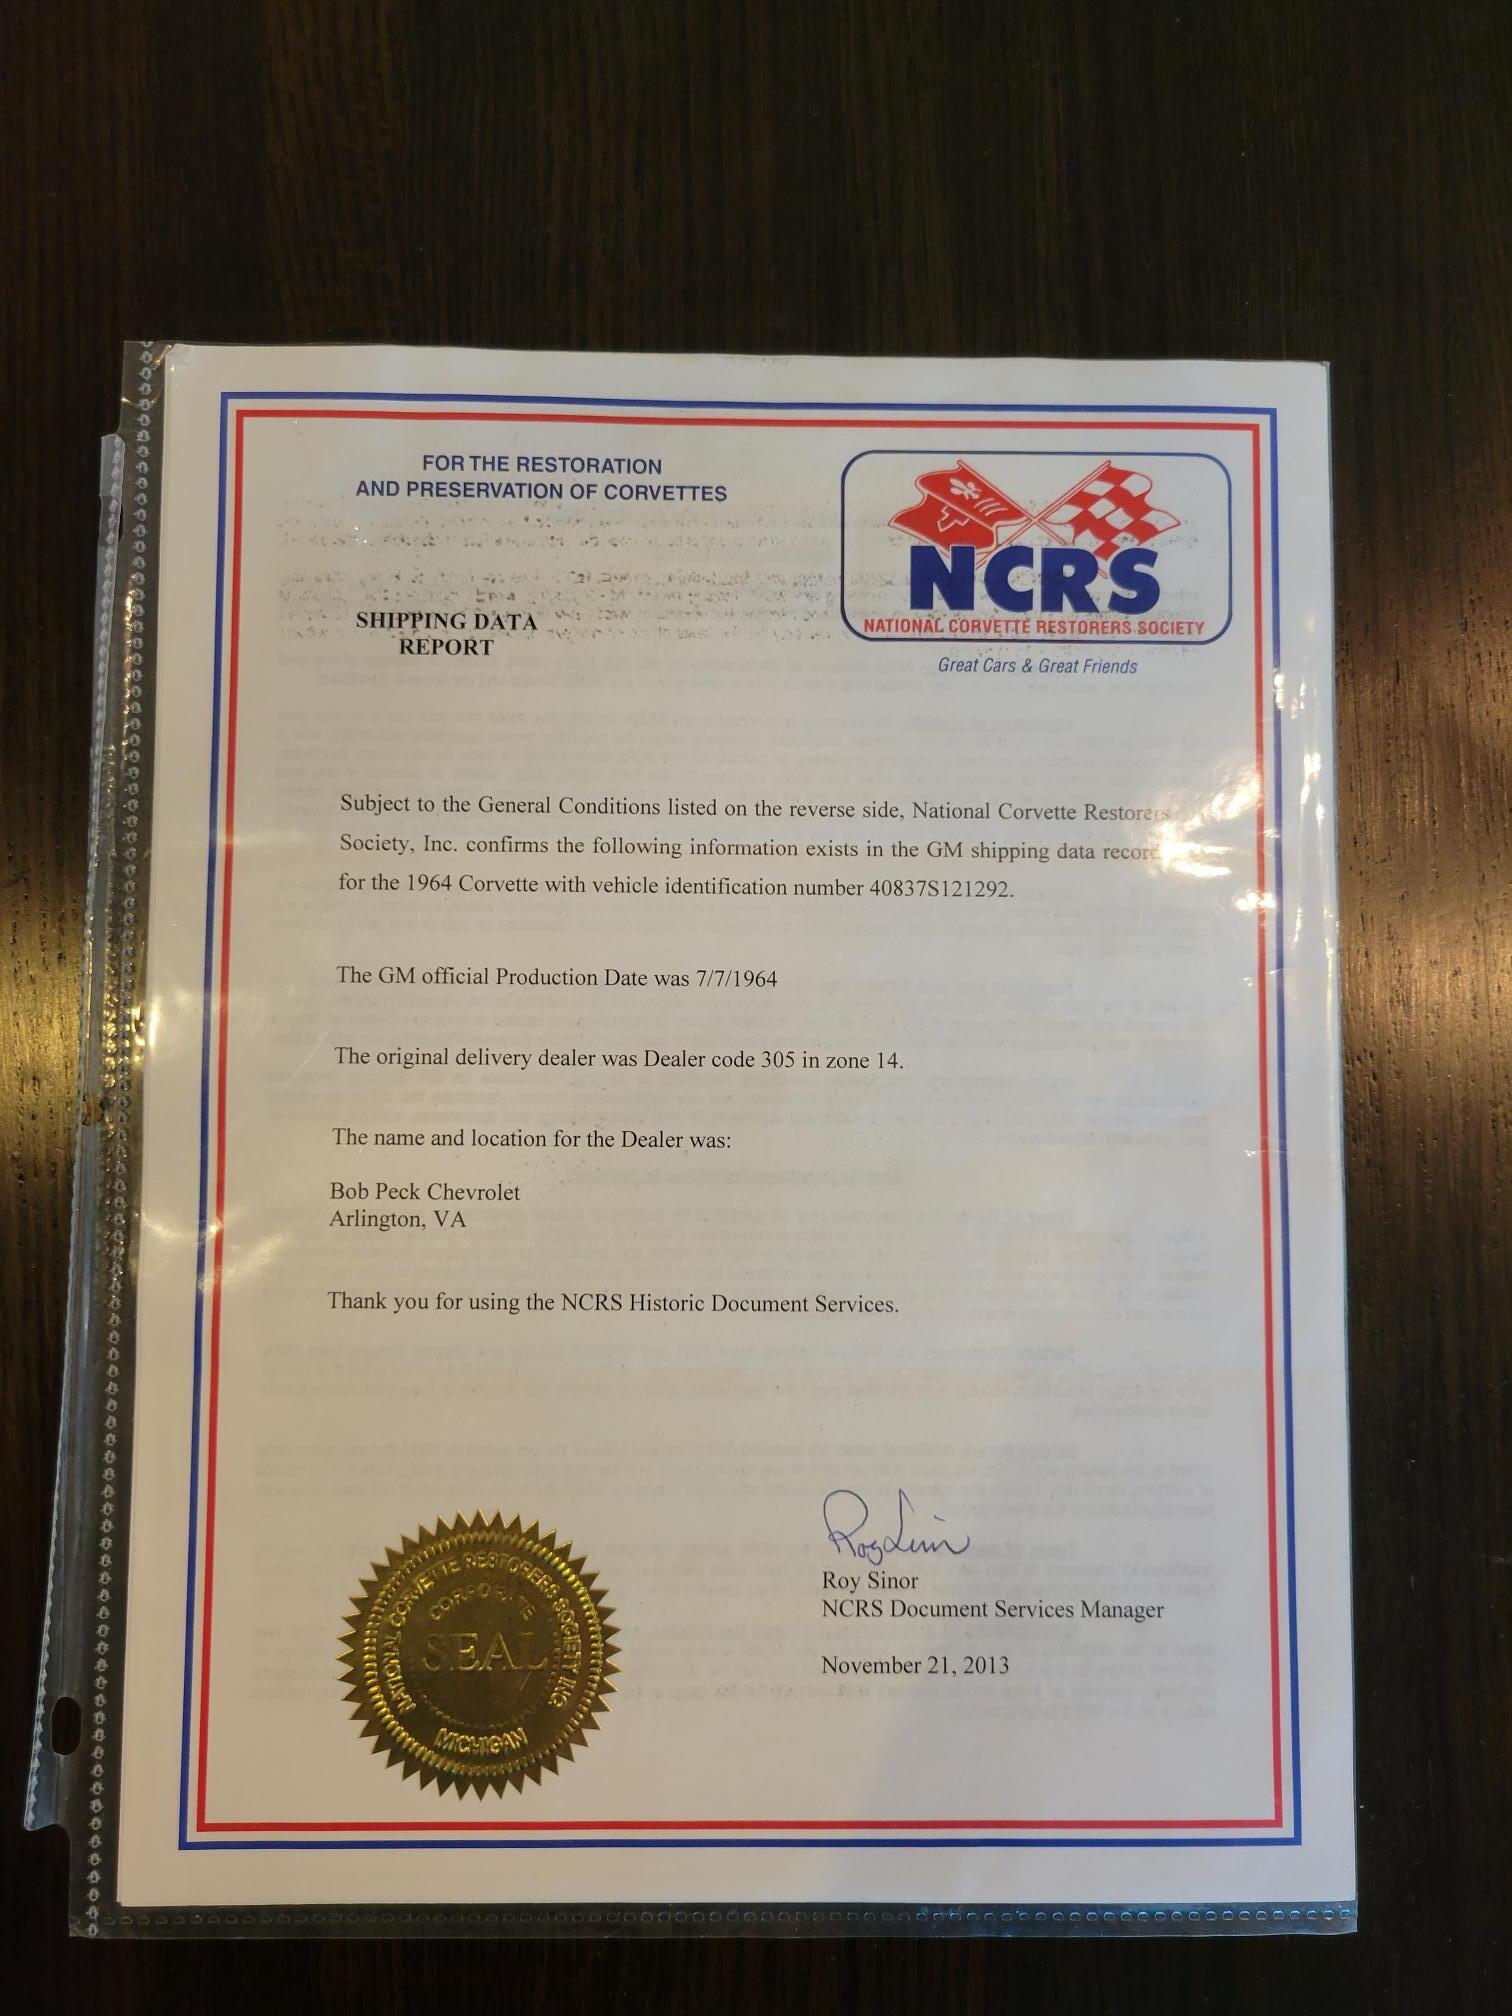 FOR THE RESTORATION
AND PRESERVATION OF CORVETTES
NCRS
NATIONAL CORVETTE RESTORERS SOCIETY
Great Cars & Great Friends
SHIPPING DATA
REPORT
Subject to the General Conditions listed on the reverse side, National Corvette Restorers
Society, Inc. confirms the following information exists in the GM shipping data record
for the 1964 Corvette with vehicle identification number 40837S121292.
The GM official Production Date was 7/7/1964
The original delivery dealer was Dealer code 305 in zone 14.
The name and location for the Dealer was:
Bob Peck Chevrolet
Arlington, VA
Thank you for using the NCRS Historic Document Services.
Roy Sinor
Roy Sinor
NCRS Document Services Manager
November 21, 2013
NATIONAL CORVETTE RESTORERS SOCIETY, INC
CORPORATE
SEAL
MICHIGAN